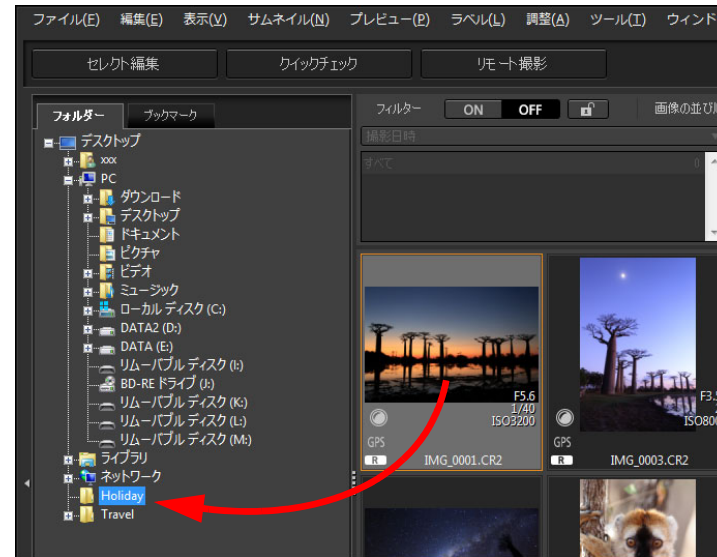 ファイル(F) 編集(E) 表示(V) サムネイル(N) プレビュー(P) ラベル(L) 調整(A) ツール(T) ウィンド
セレクト編集 クイックチェック リモート撮影
フォルダー ブックマーク
フィルター ON OFF 画像の並び
撮影日時
すべて 0
デスクトップ
xxx
PC
ダウンロード
デスクトップ
ドキュメント
ピクチャ
ビデオ
ミュージック
ローカル ディスク (C:)
DATA2 (D:)
DATA (E:)
リムーバブル ディスク (I:)
BD-RE ドライブ (J:)
リムーバブル ディスク (K:)
リムーバブル ディスク (L:)
リムーバブル ディスク (M:)
ライブラリ
ネットワーク
Holiday
Travel
F5.6
1/40
ISO3200
GPS
R IMG_0001.CR2
F3.5
ISO800
GPS
R IMG_0003.CR2